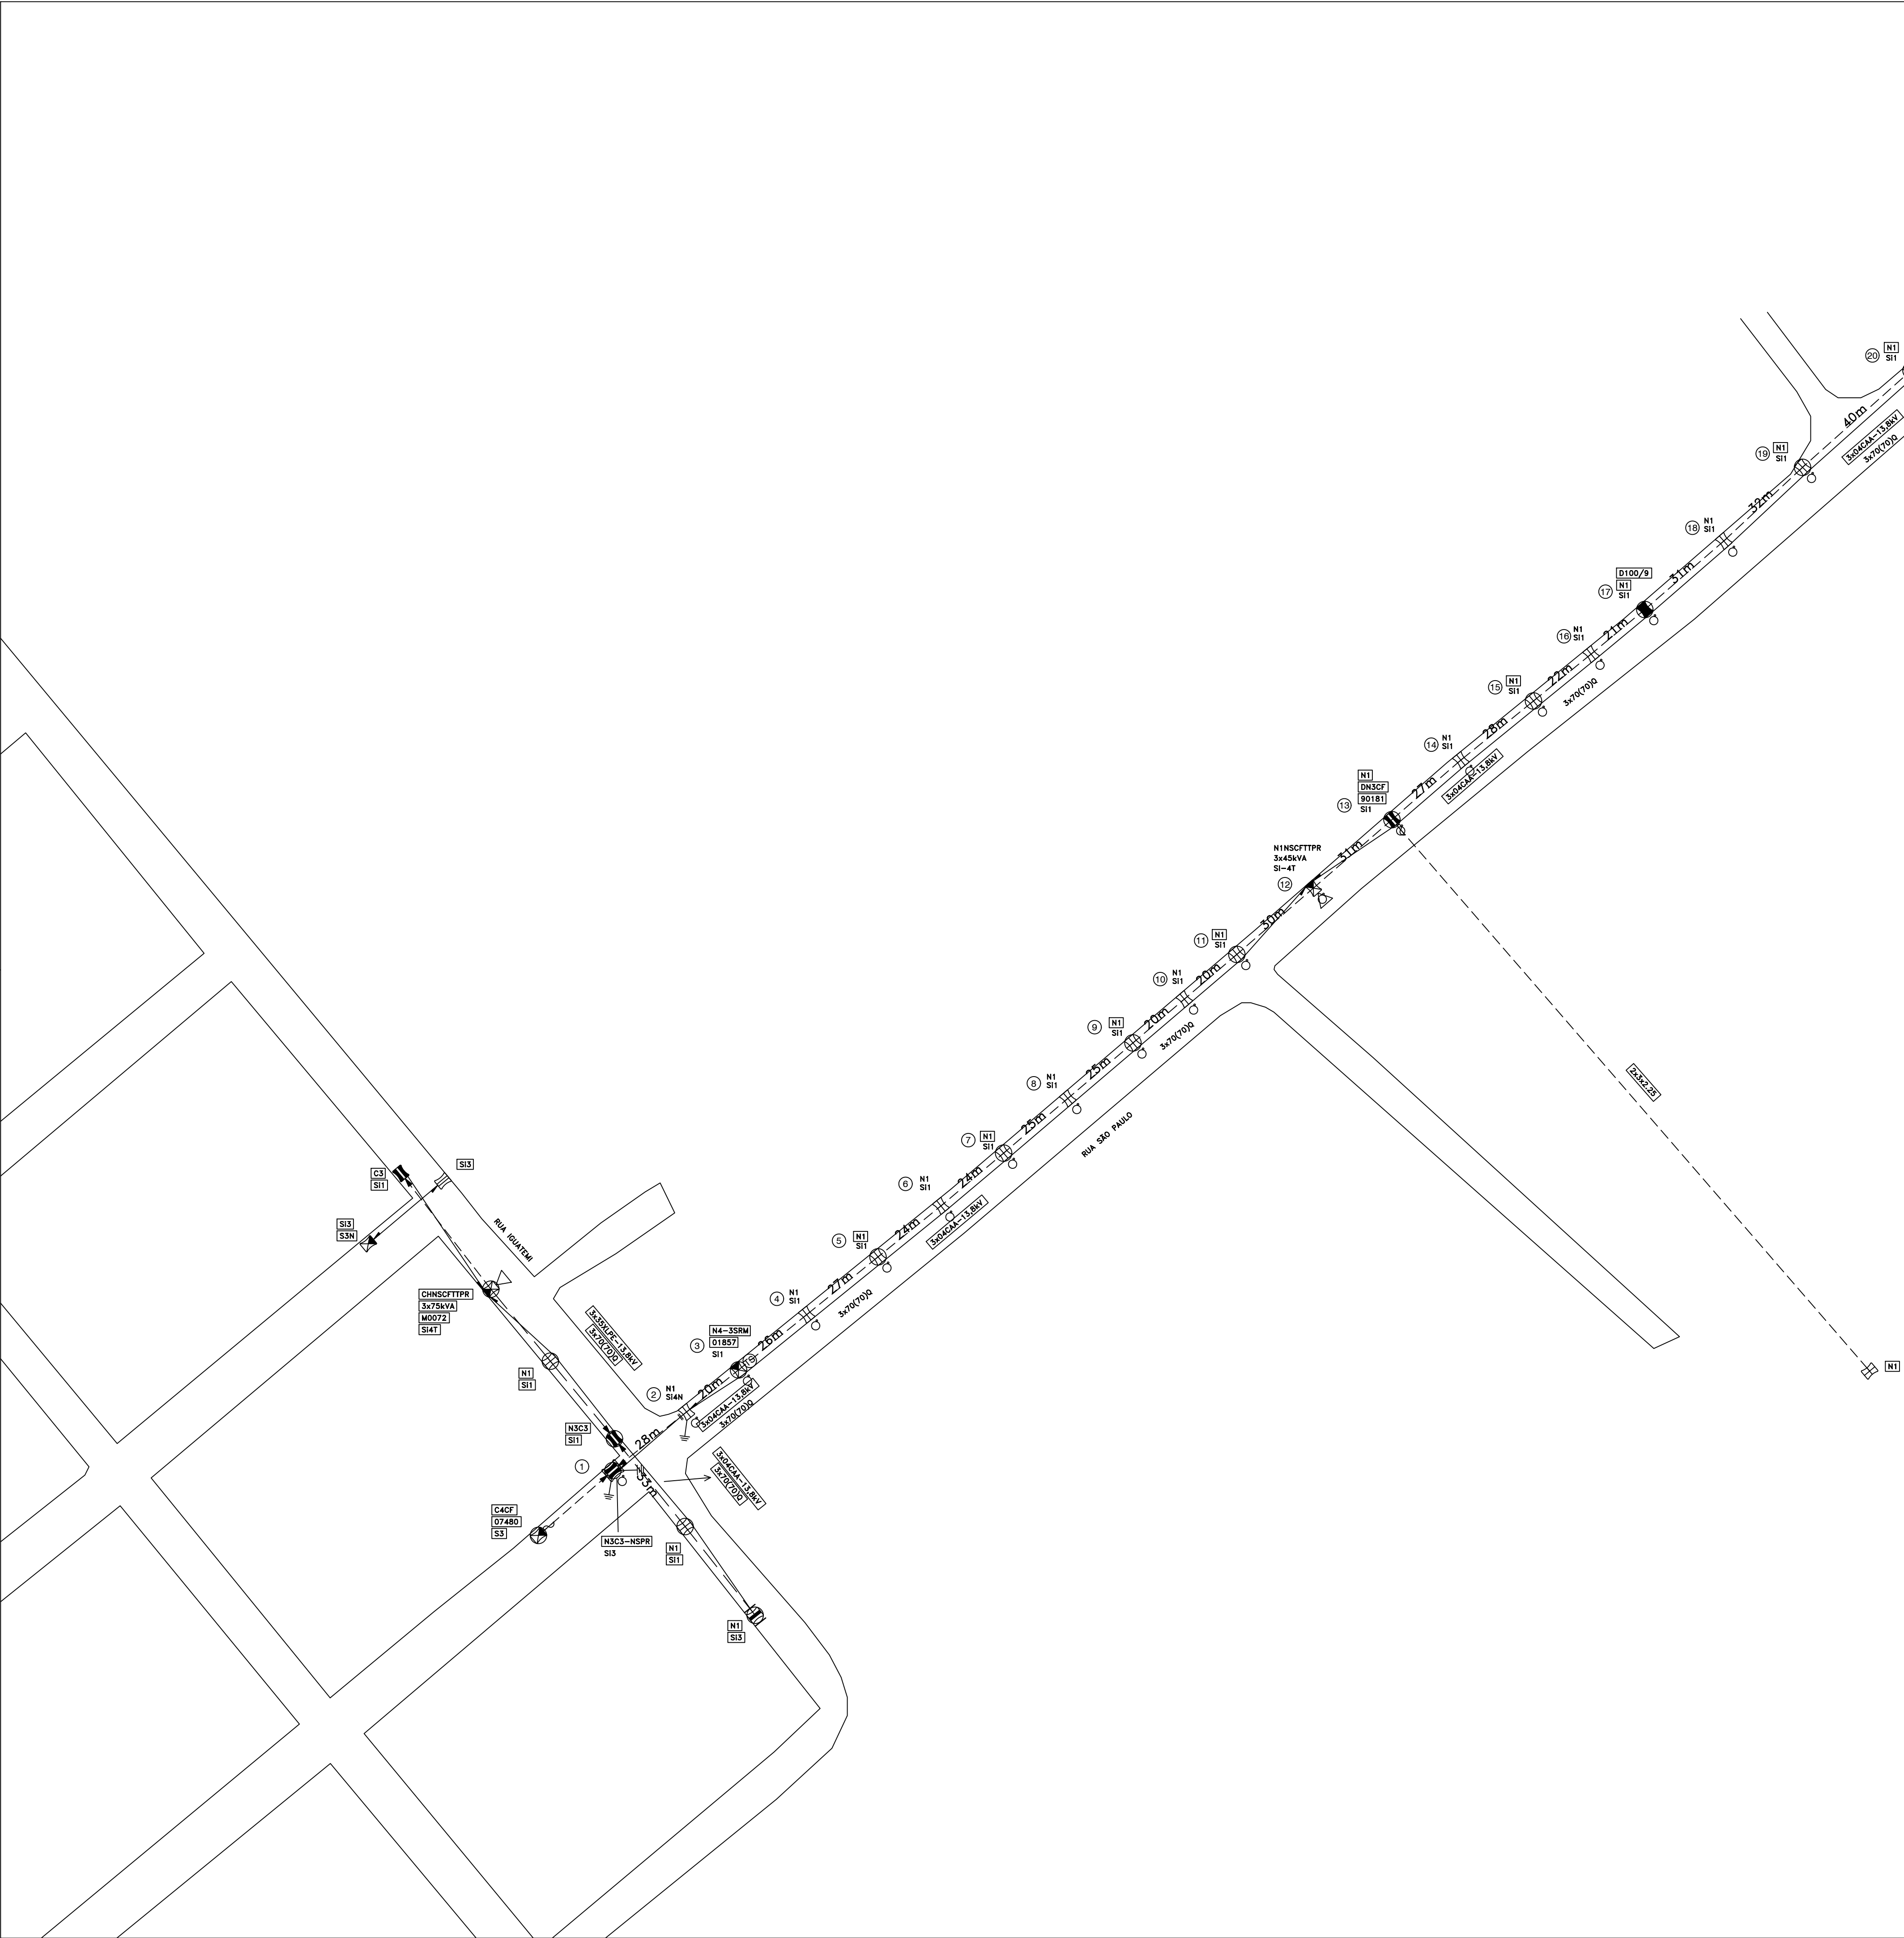 20
N1
SI1
40m
3x04CAA-13,8kV
3x70(70)Q
19
N1
SI1
32m
18
N1
SI1
31m
D100/9
17
N1
SI1
21m
16
N1
SI1
22m
3x70(70)Q
15
N1
SI1
28m
14
N1
SI1
3x04CAA-13,8kV
27m
N1
DN3CF
90181
13
SI1
31m
N1NSCFTTPR
3x45kVA
SI-4T
12
30m
11
N1
SI1
20m
10
N1
SI1
20m
3x70(70)Q
9
N1
SI1
25m
2x3x2,25
8
N1
SI1
25m
RUA SÃO PAULO
7
N1
SI1
24m
6
N1
SI1
24m
3x04CAA-13,8kV
5
N1
SI1
27m
3x70(70)Q
4
N1
SI1
26m
N4-3SRM
01857
3
SI1
TS
20m
3x04CAA-13,8kV
3x70(70)Q
2
N1
SI4N
28m
N1
SI3
C3
SI1
SI3
S3N
RUA IGUATEMI
CHNSCFTTPR
3x75kVA
M0072
SI4T
3x35XLPE-13,8kV
3x70(70)Q
N1
SI1
N3C3
SI1
1
33m
3x04CAA-13,8kV
3x70(70)Q
C4CF
07480
S3
N3C3-NSPR
SI3
N1
SI1
N1
SI3